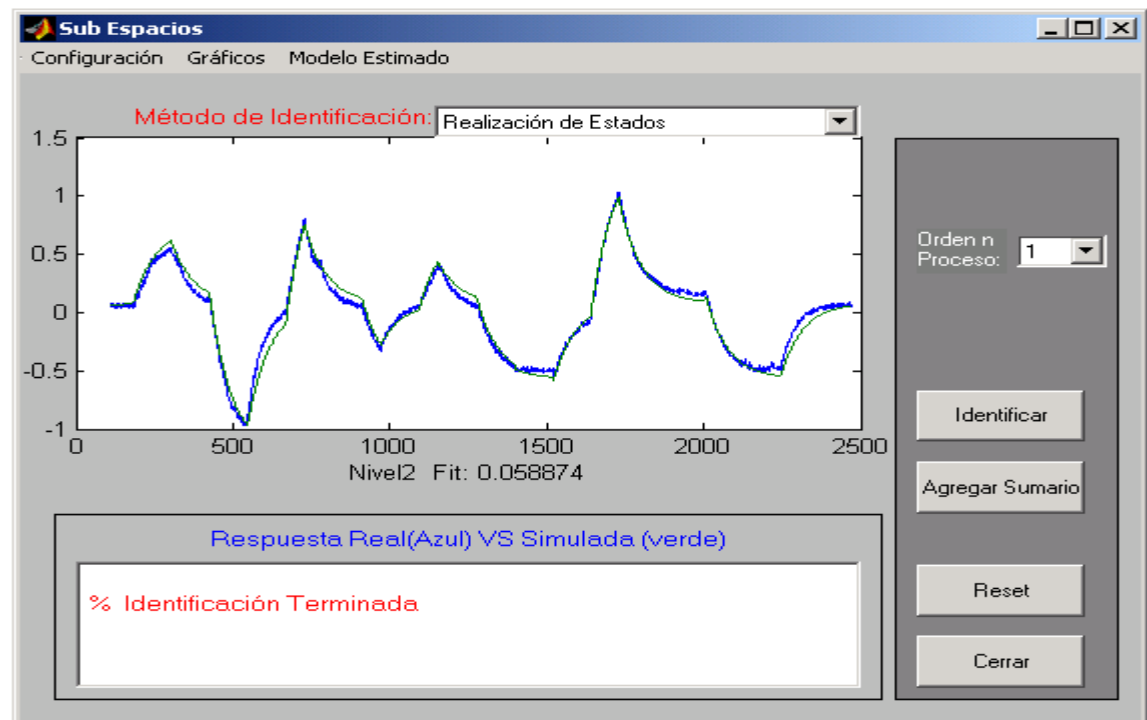 Sub Espacios
Configuración Gráficos Modelo Estimado
Método de Identificación: Realización de Estados
1.5
1
0.5
0
-0.5
-1
0 500 1000 1500 2000 2500
Nivel2 Fit: 0.058874
Orden n
Proceso: 1
Identificar
Agregar Sumario
Respuesta Real(Azul) VS Simulada (verde)
% Identificación Terminada
Reset
Cerrar